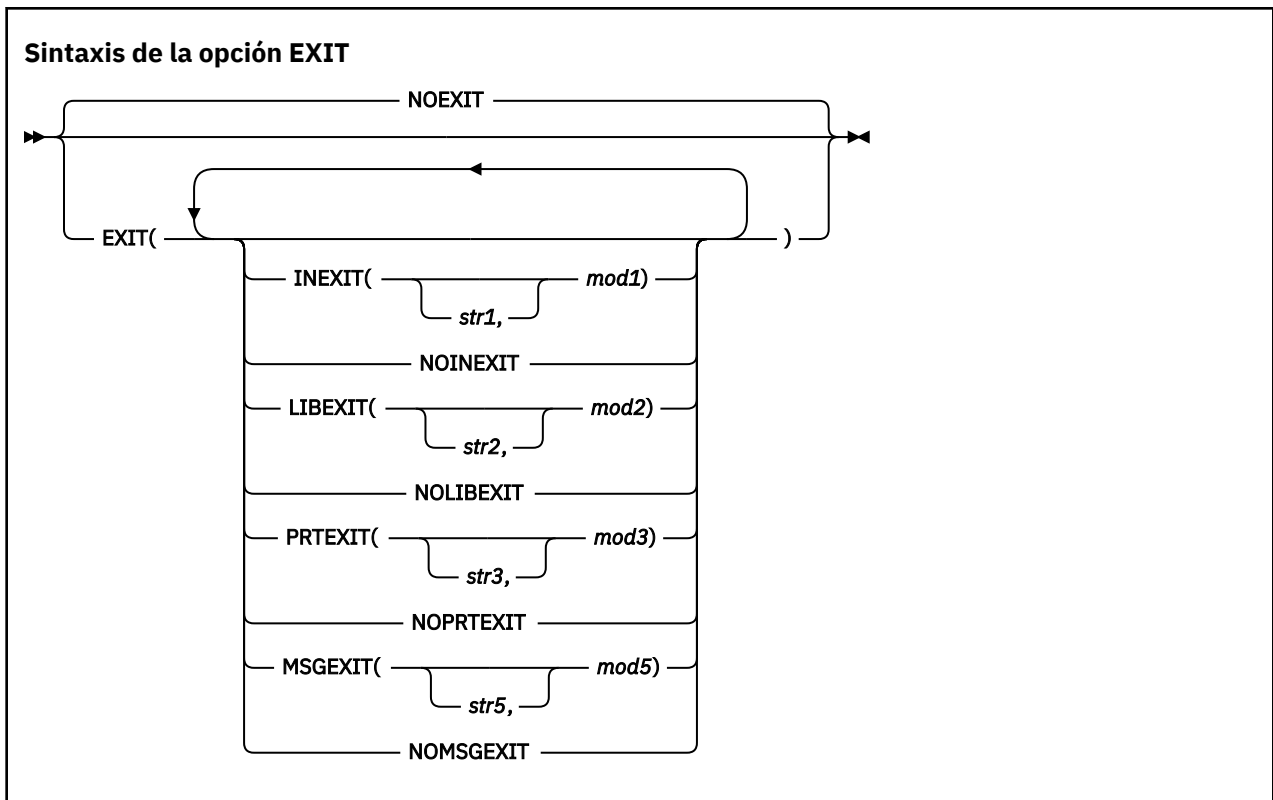 Sintaxis de la opción EXIT
NOEXIT
EXIT( )
INEXIT( mod1)
str1,
NOINEXIT
LIBEXIT( mod2)
str2,
NOLIBEXIT
PRTEXIT( mod3)
str3,
NOPRTEXIT
MSGEXIT( mod5)
str5,
NOMSGEXIT